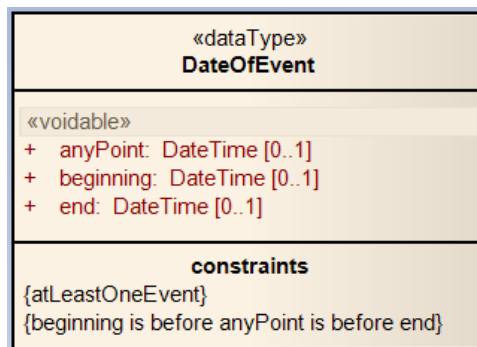 «dataType»
DateOfEvent
«voidable»
+ anyPoint: DateTime [0..1]
+ beginning: DateTime [0..1]
+ end: DateTime [0..1]
constraints
{atLeastOneEvent}
{beginning is before anyPoint is before end}